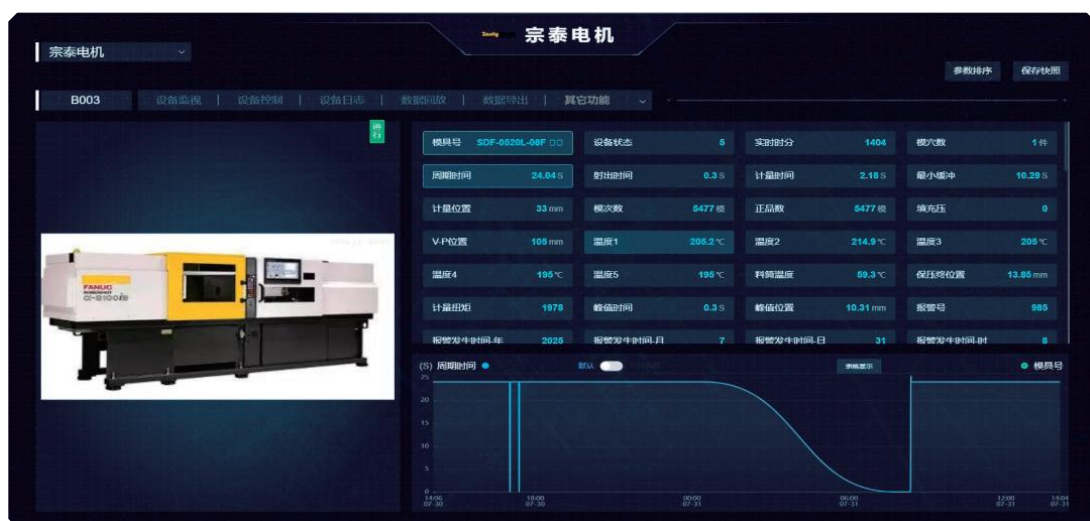 宗泰电机
宗泰电机
参数排序 保存快照
B003 设备监视 | 设备控制 | 设备日志 | 数据回放 | 数据导出 | 其它功能
运行
模具号 SDF-0520L-08F □□ 设备状态 5 实时时分 1404 模穴数 1 件
周期时间 24.04 S 射出时间 0.3 S 计量时间 2.18 S 最小缓冲 10.29 S
计量位置 33 mm 模次数 5477 模 正品数 5477 模 填充压 0
V-P位置 105 mm 温度1 205.2 ℃ 温度2 214.9 ℃ 温度3 205 ℃
温度4 195 ℃ 温度5 195 ℃ 料筒温度 59.3 ℃ 保压终位置 13.85 mm
计量扭矩 1978 峰值时间 0.3 S 峰值位置 10.31 mm 报警号 985
报警发生时间-年 2025 报警发生时间-月 7 报警发生时间-日 31 报警发生时间-时 8
FANUC
ROBOSHOT
(S) 周期时间 默认 表格显示 模具号
25
20
15
10
5
0
14:00 18:00 00:00 06:00 12:00 14:04
07-30 07-30 07-31 07-31 07-31 07-31